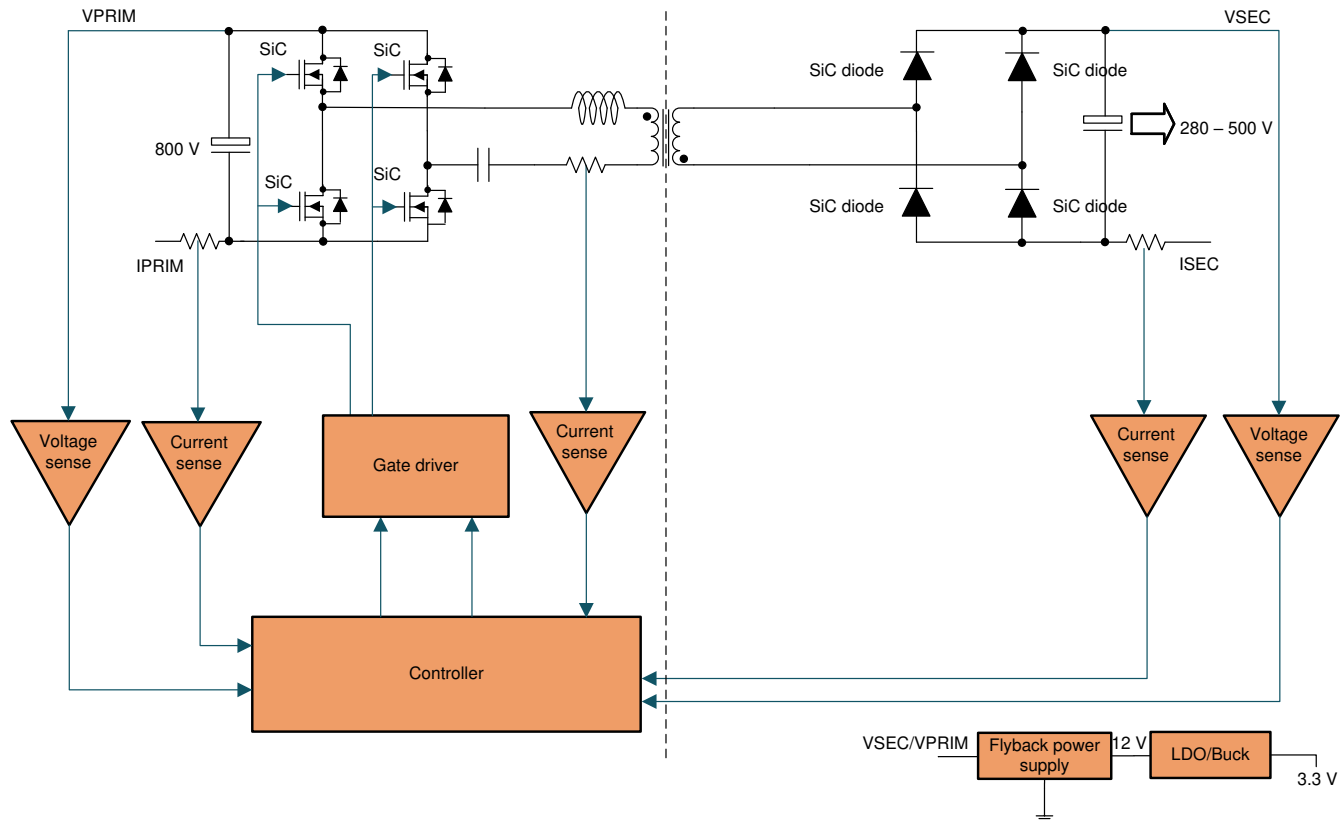 VPRIM
VSEC
SiC
SiC
SiC diode
SiC diode
800 V
280 – 500 V
SiC
SiC
SiC diode
SiC diode
IPRIM
ISEC
Voltage
sense
Current
sense
Gate driver
Current
sense
Current
sense
Voltage
sense
Controller
VSEC/VPRIM
Flyback power
supply
12 V
LDO/Buck
3.3 V